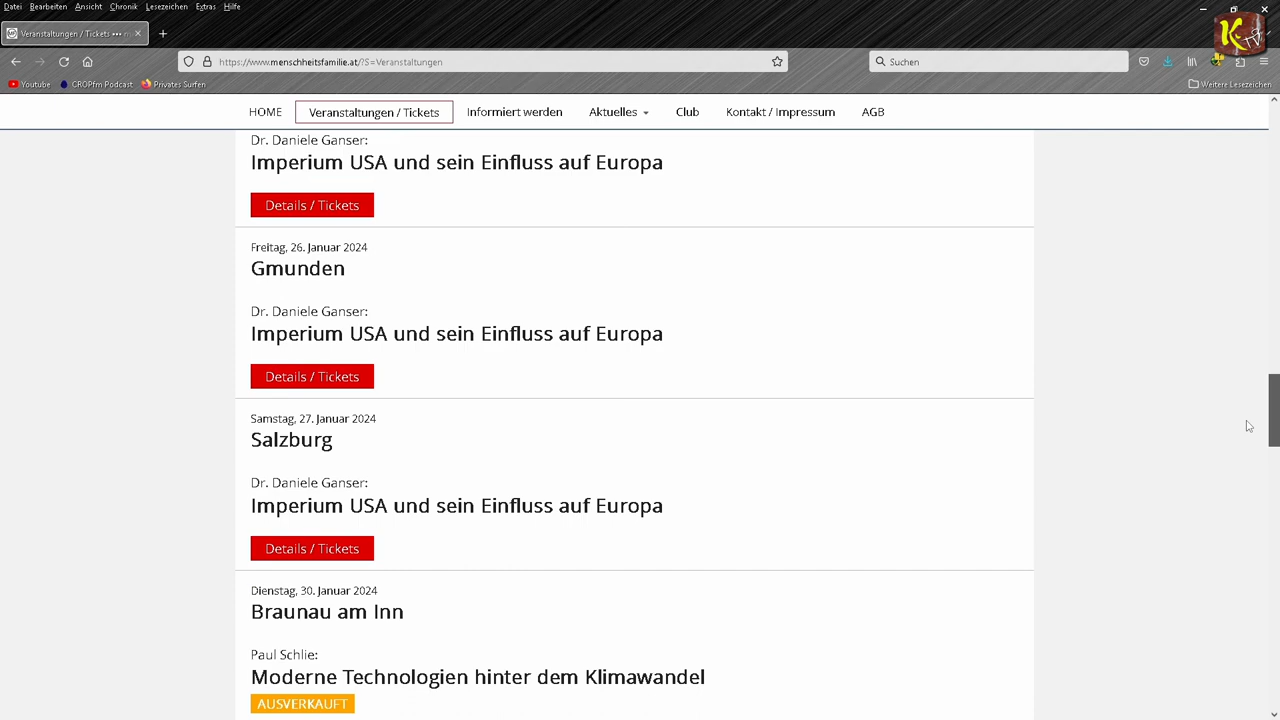 Datei Bearbeiten Ansicht Chronik Lesezeichen Extras Hilfe
Veranstaltungen / Tickets •••
https://www.menschheitsfamilie.at/?S=Veranstaltungen
Suchen
Youtube CROPfm Podcast Privates Surfen Weitere Lesezeichen
HOME Veranstaltungen / Tickets Informiert werden Aktuelles Club Kontakt / Impressum AGB
Dr. Daniele Ganser:
Imperium USA und sein Einfluss auf Europa
Details / Tickets
Freitag, 26. Januar 2024
Gmunden
Dr. Daniele Ganser:
Imperium USA und sein Einfluss auf Europa
Details / Tickets
Samstag, 27. Januar 2024
Salzburg
Dr. Daniele Ganser:
Imperium USA und sein Einfluss auf Europa
Details / Tickets
Dienstag, 30. Januar 2024
Braunau am Inn
Paul Schlie:
Moderne Technologien hinter dem Klimawandel
AUSVERKAUFT